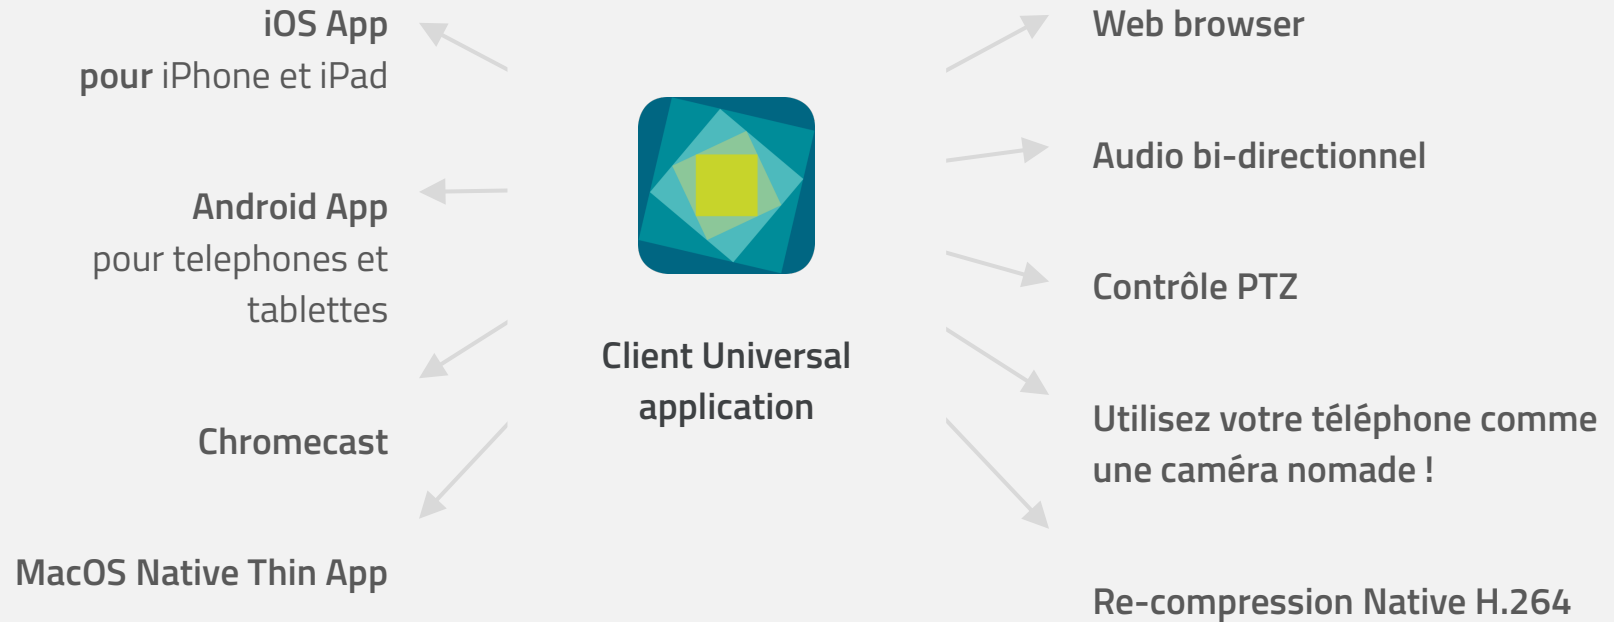 iOS App
pour iPhone et iPad
Android App
pour telephones et
tablettes
Chromecast
MacOS Native Thin App
Client Universal
application
Web browser
Audio bi-directionnel
Contrôle PTZ
Utilisez votre téléphone comme
une caméra nomade !
Re-compression Native H.264